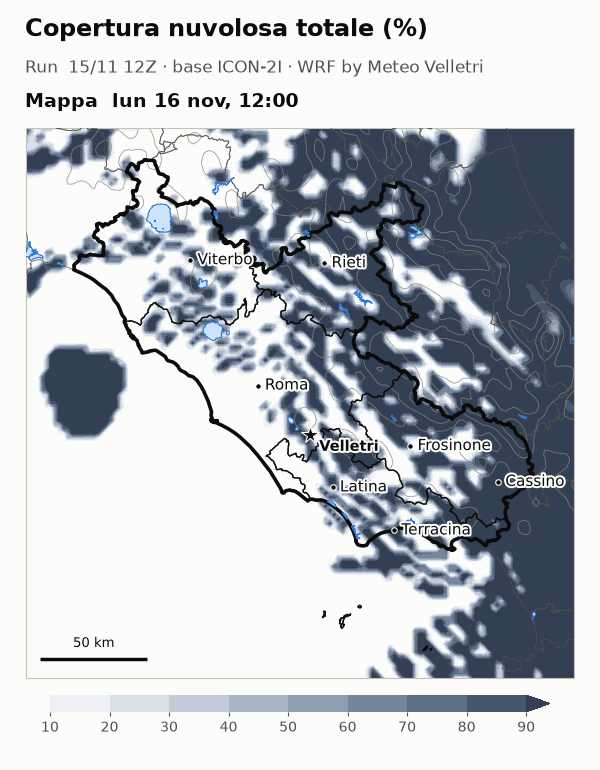 Copertura nuvolosa totale (%)
Run  15/11 12Z · base ICON-2I · WRF by Meteo Velletri
Mappa  lun 16 nov, 12:00
Viterbo
Rieti
Roma
Velletri
Frosinone
Cassino
Latina
Terracina
50 km
10 20 30 40 50 60 70 80 90